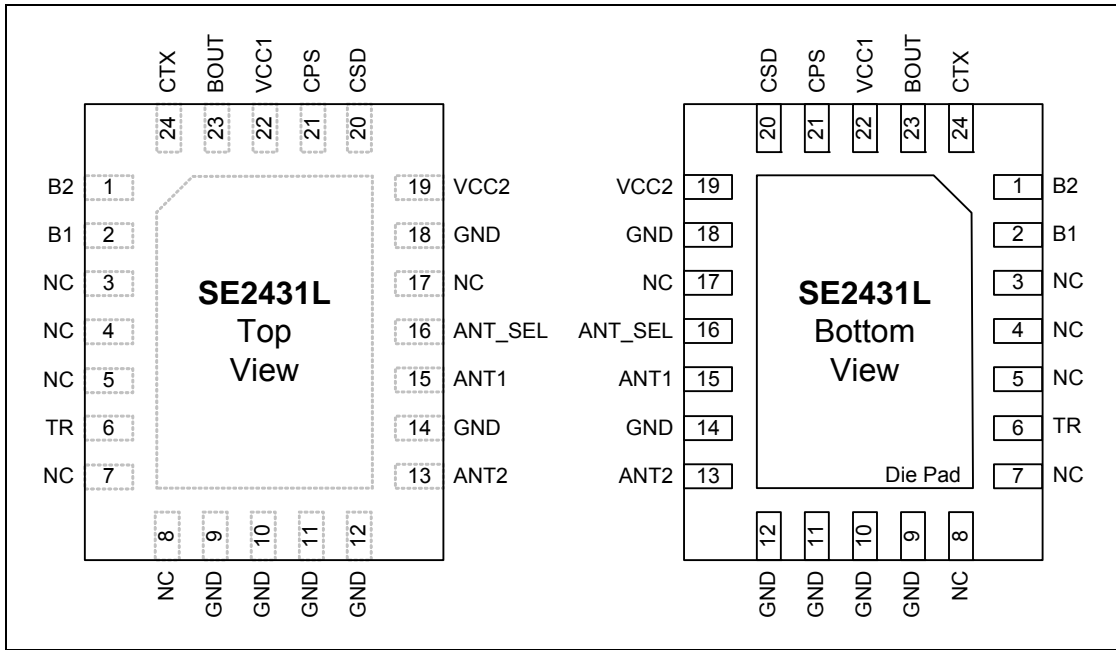 CTX BOUT VCC1 CPS CSD
24 23 22 21 20
B2 1 19 VCC2
B1 2 18 GND
NC 3 17 NC
NC 4 16 ANT_SEL
NC 5 15 ANT1
TR 6 14 GND
NC 7 13 ANT2
SE2431L
Top
View
8 9 10 11 12
NC GND GND GND GND
CSD CPS VCC1 BOUT CTX
20 21 22 23 24
VCC2 19 1 B2
GND 18 2 B1
NC 17 3 NC
ANT_SEL 16 4 NC
ANT1 15 5 NC
GND 14 6 TR
ANT2 13 7 NC
SE2431L
Bottom
View
Die Pad
12 11 10 9 8
GND GND GND GND NC